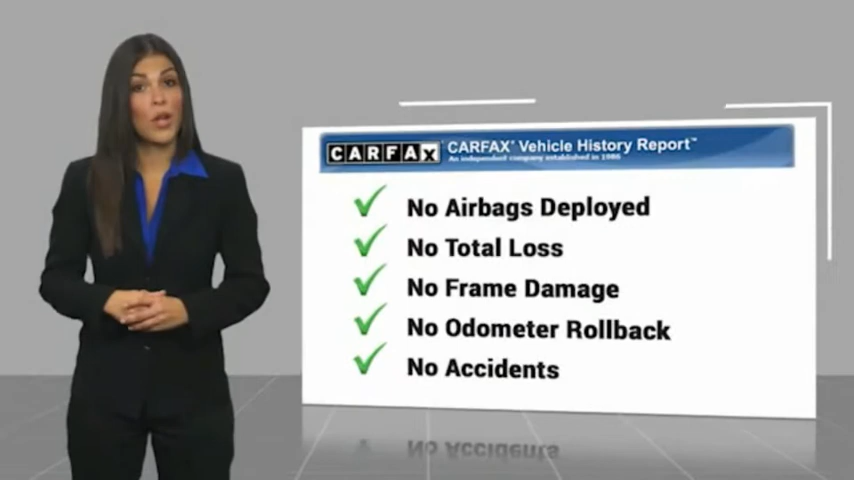 CARFAX CARFAX® Vehicle History Report™
An independent company established in 1986
No Airbags Deployed
No Total Loss
No Frame Damage
No Odometer Rollback
No Accidents
No Accidents